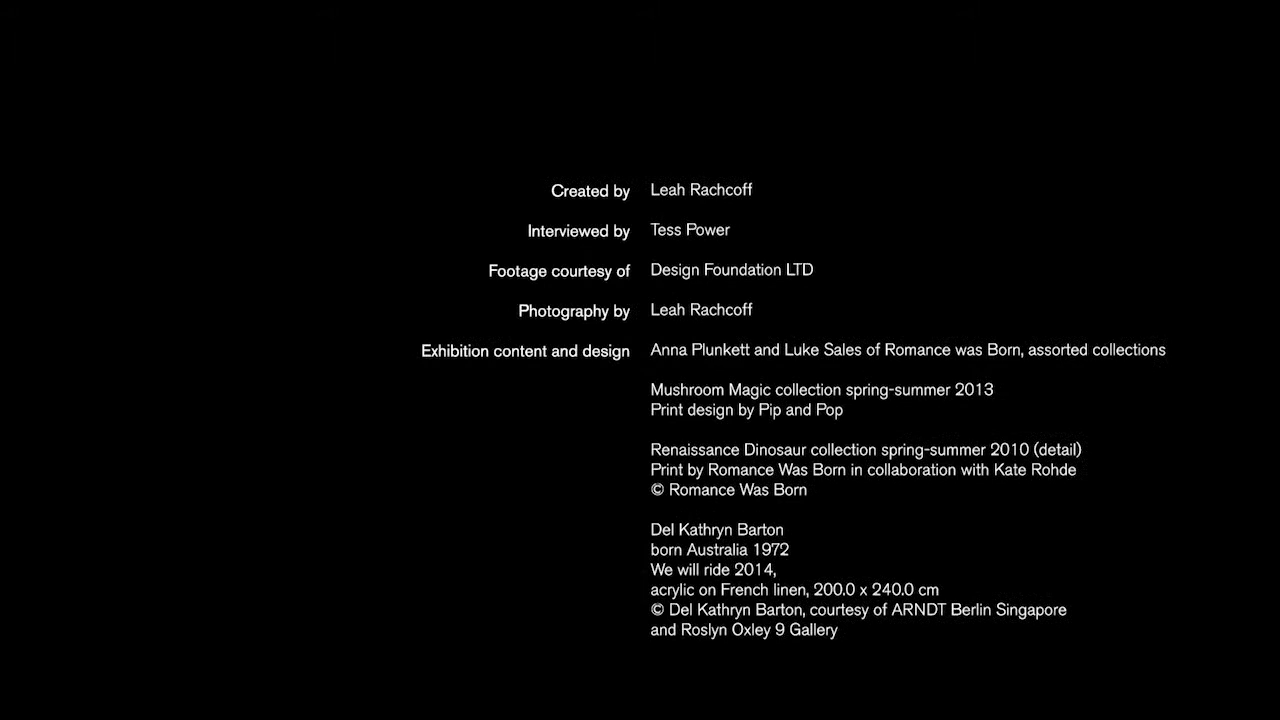 Created by Leah Rachcoff
Interviewed by Tess Power
Footage courtesy of Design Foundation LTD
Photography by Leah Rachcoff
Exhibition content and design Anna Plunkett and Luke Sales of Romance was Born, assorted collections
Mushroom Magic collection spring-summer 2013
Print design by Pip and Pop
Renaissance Dinosaur collection spring-summer 2010 (detail)
Print by Romance Was Born in collaboration with Kate Rohde
© Romance Was Born
Del Kathryn Barton
born Australia 1972
We will ride 2014,
acrylic on French linen, 200.0 x 240.0 cm
© Del Kathryn Barton, courtesy of ARNDT Berlin Singapore
and Roslyn Oxley 9 Gallery